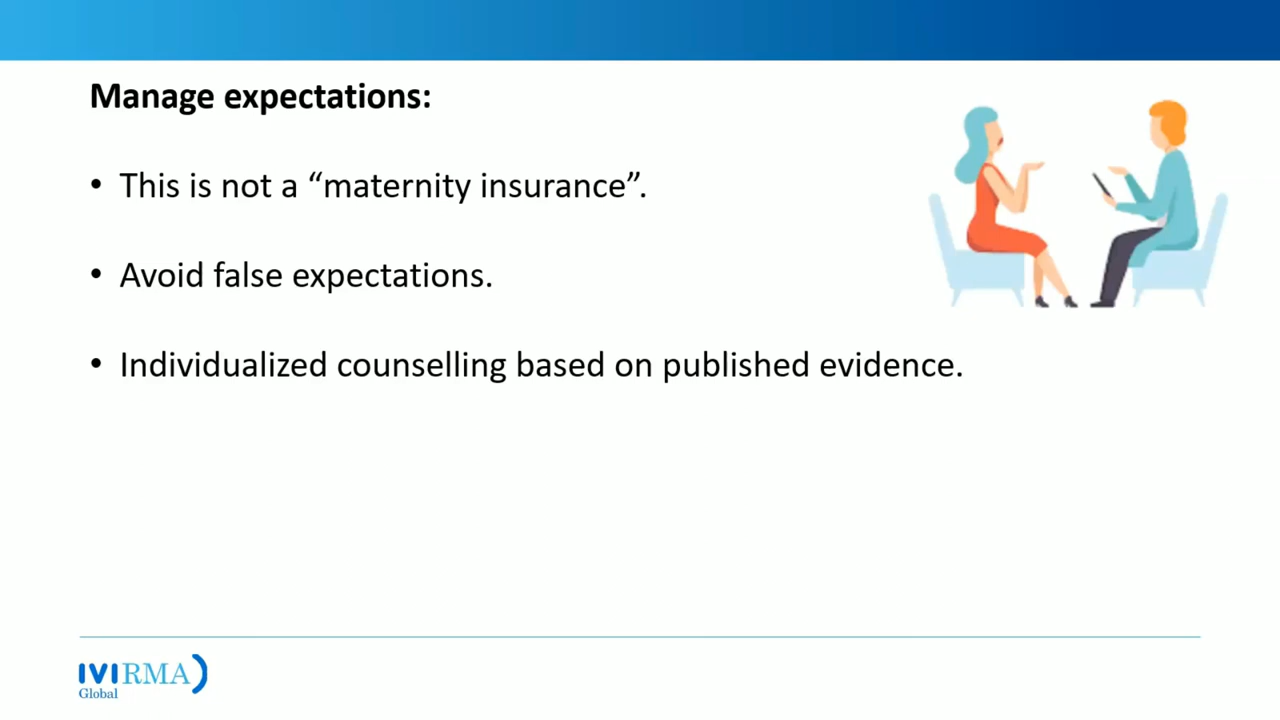 Manage expectations:
• This is not a “maternity insurance”.
• Avoid false expectations.
• Individualized counselling based on published evidence.
IVIRMA
Global